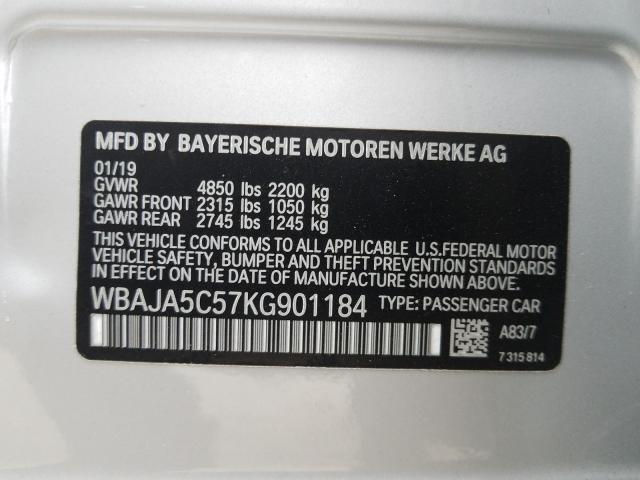 MFD BY BAYERISCHE MOTOREN WERKE AG
01/19
GVWR 4850 lbs 2200 kg
GAWR FRONT 2315 lbs 1050 kg
GAWR REAR 2745 lbs 1245 kg
THIS VEHICLE CONFORMS TO ALL APPLICABLE U.S.FEDERAL MOTOR
VEHICLE SAFETY, BUMPER AND THEFT PREVENTION STANDARDS
IN EFFECT ON THE DATE OF MANUFACTURE SHOWN ABOVE.
WBAJA5C57KG901184 TYPE: PASSENGER CAR
A83/7
7 315 814